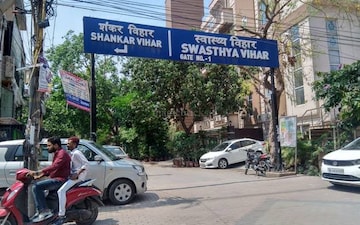 शंकर विहार
SHANKAR VIHAR
स्वास्थ्य विहार
SWASTHYA VIHAR
GATE NO.-1